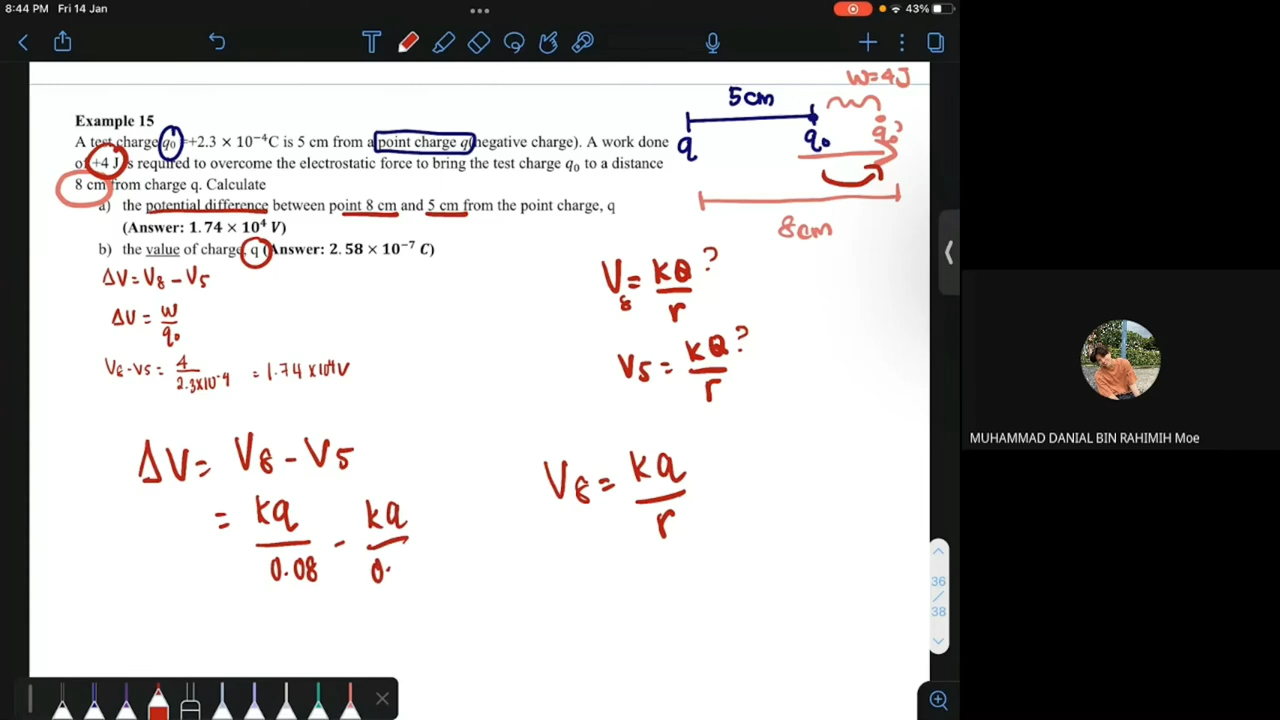 8:44 PM Fri 14 Jan
43%
Example 15
A test charge q₀ =+2.3 × 10⁻⁴C is 5 cm from a point charge q(negative charge). A work done
of +4 J is required to overcome the electrostatic force to bring the test charge q₀ to a distance
8 cm from charge q. Calculate
a) the potential difference between point 8 cm and 5 cm from the point charge, q
(Answer: 1.74 × 10⁴ V)
b) the value of charge, q (Answer: 2.58 × 10⁻⁷ C)
W=4J
5cm
q
q₀
q₀?
8cm
ΔV = V8 - V5
ΔV = W/q₀
V8-V5 = 4/2.3x10⁻⁴ = 1.74 x10⁴V
V8 = kQ?/r
V5 = kQ?/r
ΔV = V8 - V5
= kq/0.08 - kq/0.
V8 = kq/r
36
/
38
MUHAMMAD DANIAL BIN RAHIMIH Moe